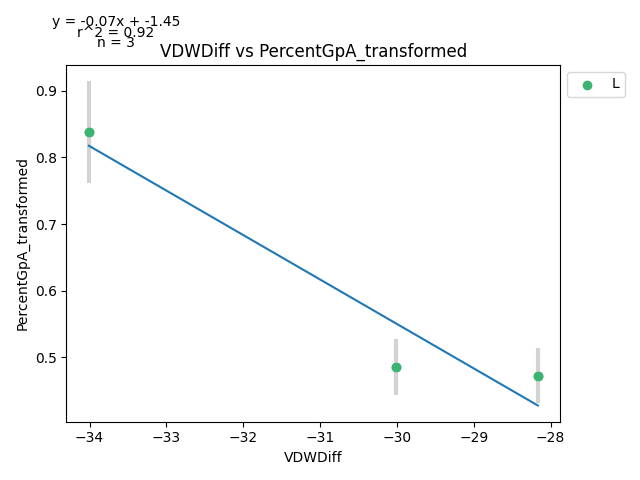 y = -0.07x + -1.45
r^2 = 0.92
n = 3
VDWDiff vs PercentGpA_transformed
L
PercentGpA_transformed
0.9
0.8
0.7
0.6
0.5
−34
−33
−32
−31
−30
−29
−28
VDWDiff